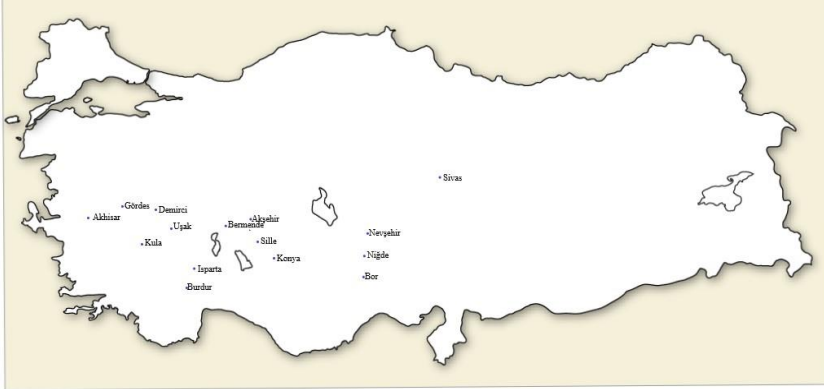 Sivas
Gördes
Demirci
Akhisar
Akşehir
Bermende
Uşak
Nevşehir
Kula
Sille
Niğde
Konya
Isparta
Bor
Burdur